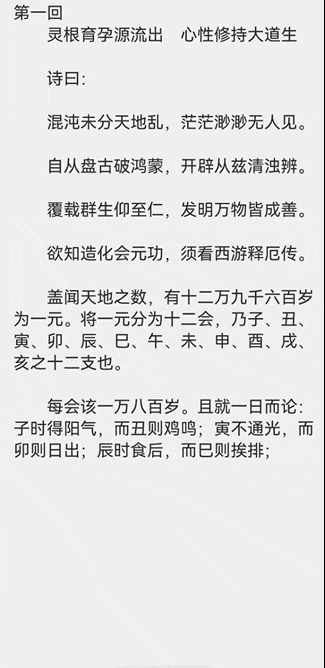 第一回
灵根育孕源流出　心性修持大道生
诗曰：
混沌未分天地乱，茫茫渺渺无人见。
自从盘古破鸿蒙，开辟从兹清浊辨。
覆载群生仰至仁，发明万物皆成善。
欲知造化会元功，须看西游释厄传。
盖闻天地之数，有十二万九千六百岁
为一元。将一元分为十二会，乃子、丑、
寅、卯、辰、巳、午、未、申、酉、戌、
亥之十二支也。
每会该一万八百岁。且就一日而论：
子时得阳气，而丑则鸡鸣；寅不通光，而
卯则日出；辰时食后，而巳则挨排；